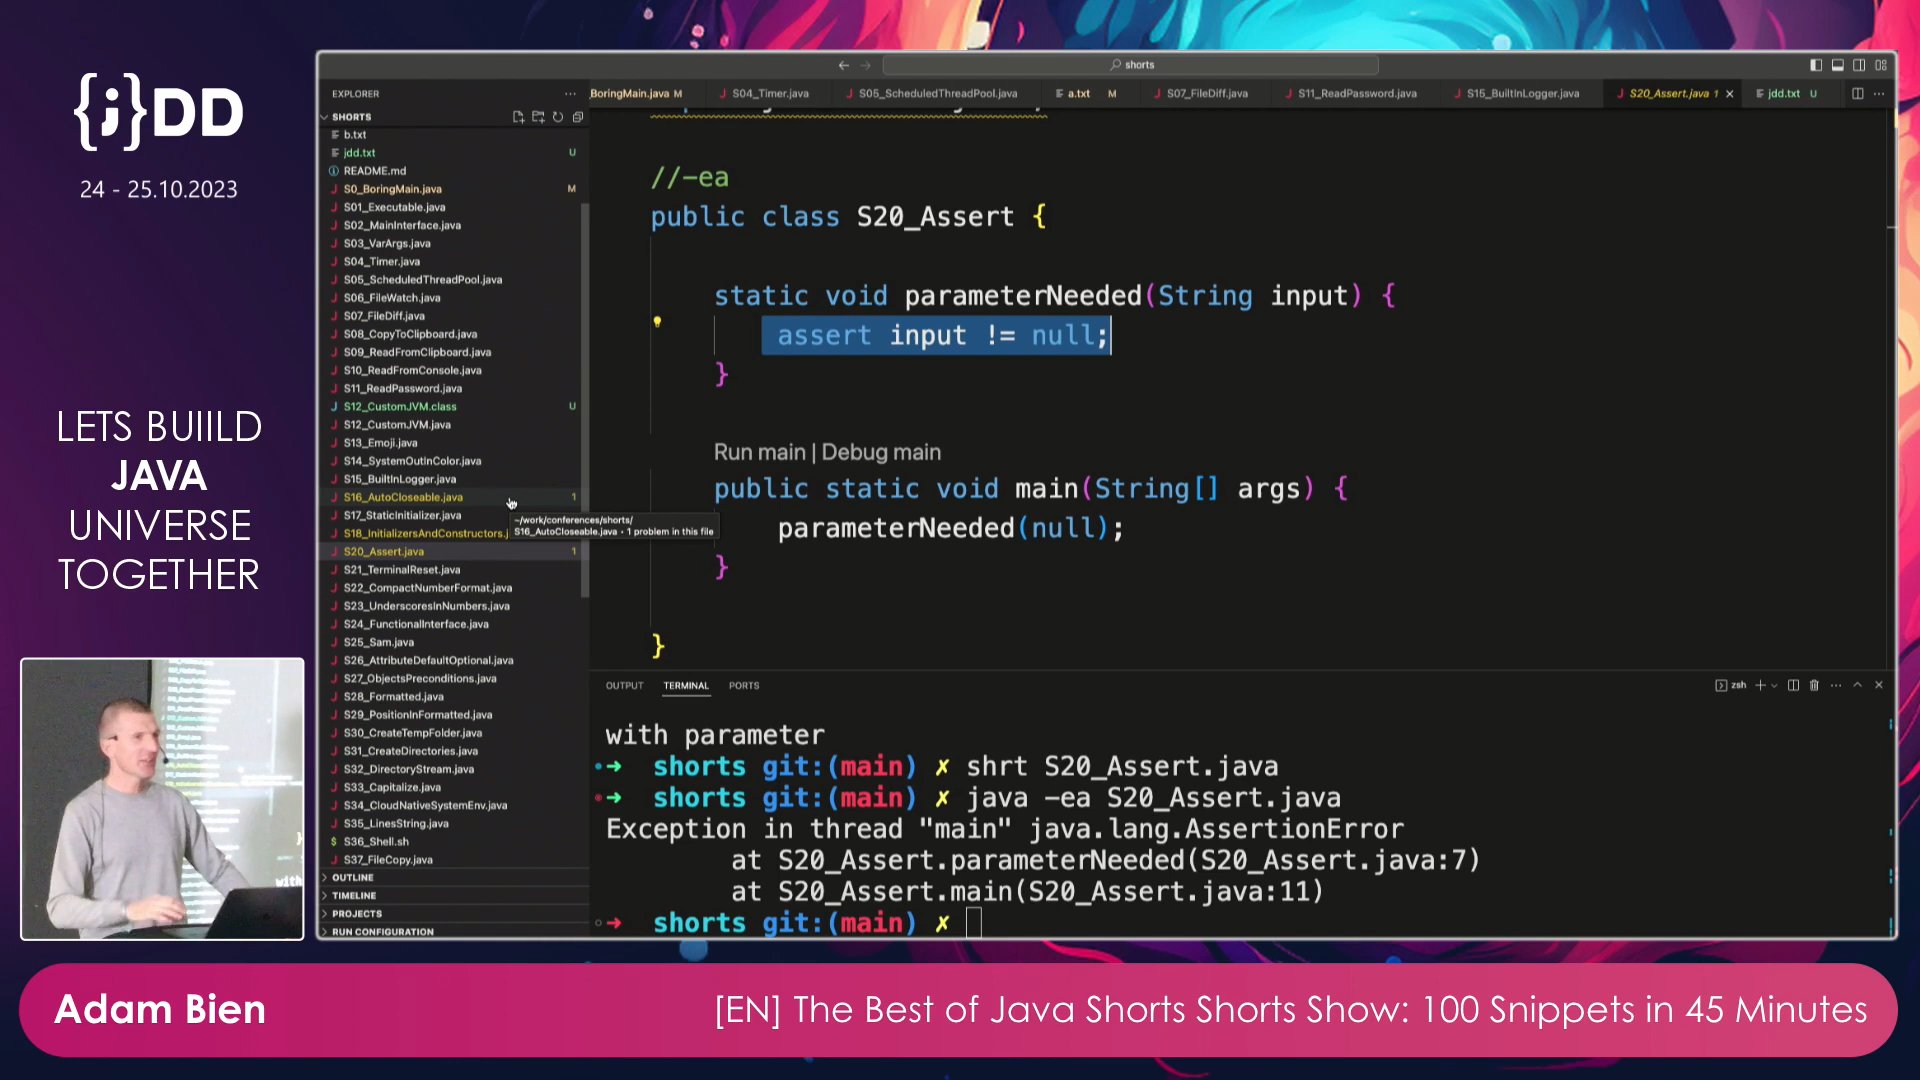 {j}DD
24 - 25.10.2023
LETS BUIILD
JAVA
UNIVERSE
TOGETHER
shorts
EXPLORER
SHORTS
b.txt
jdd.txt U
README.md
S0_BoringMain.java M
S01_Executable.java
S02_MainInterface.java
S03_VarArgs.java
S04_Timer.java
S05_ScheduledThreadPool.java
S06_FileWatch.java
S07_FileDiff.java
S08_CopyToClipboard.java
S09_ReadFromClipboard.java
S10_ReadFromConsole.java
S11_ReadPassword.java
S12_CustomJVM.class U
S12_CustomJVM.java
S13_Emoji.java
S14_SystemOutInColor.java
S15_BuiltInLogger.java
S16_AutoCloseable.java 1
S17_StaticInitializer.java
S18_InitializersAndConstructors.j
S20_Assert.java 1
S21_TerminalReset.java
S22_CompactNumberFormat.java
S23_UnderscoresInNumbers.java
S24_FunctionalInterface.java
S25_Sam.java
S26_AttributeDefaultOptional.java
S27_ObjectsPreconditions.java
S28_Formatted.java
S29_PositionInFormatted.java
S30_CreateTempFolder.java
S31_CreateDirectories.java
S32_DirectoryStream.java
S33_Capitalize.java
S34_CloudNativeSystemEnv.java
S35_LinesString.java
S36_Shell.sh
S37_FileCopy.java
OUTLINE
TIMELINE
PROJECTS
RUN CONFIGURATION
~/work/conferences/shorts/
S16_AutoCloseable.java • 1 problem in this file
_BoringMain.java M S04_Timer.java S05_ScheduledThreadPool.java a.txt M S07_FileDiff.java S11_ReadPassword.java S15_BuiltInLogger.java S20_Assert.java 1 jdd.txt U
//-ea
public class S20_Assert {
static void parameterNeeded(String input) {
assert input != null;
}
Run main | Debug main
public static void main(String[] args) {
parameterNeeded(null);
}
}
OUTPUT TERMINAL PORTS
zsh
with parameter
➜ shorts git:(main) ✗ shrt S20_Assert.java
➜ shorts git:(main) ✗ java -ea S20_Assert.java
Exception in thread "main" java.lang.AssertionError
at S20_Assert.parameterNeeded(S20_Assert.java:7)
at S20_Assert.main(S20_Assert.java:11)
➜ shorts git:(main) ✗
Adam Bien
[EN] The Best of Java Shorts Shorts Show: 100 Snippets in 45 Minutes